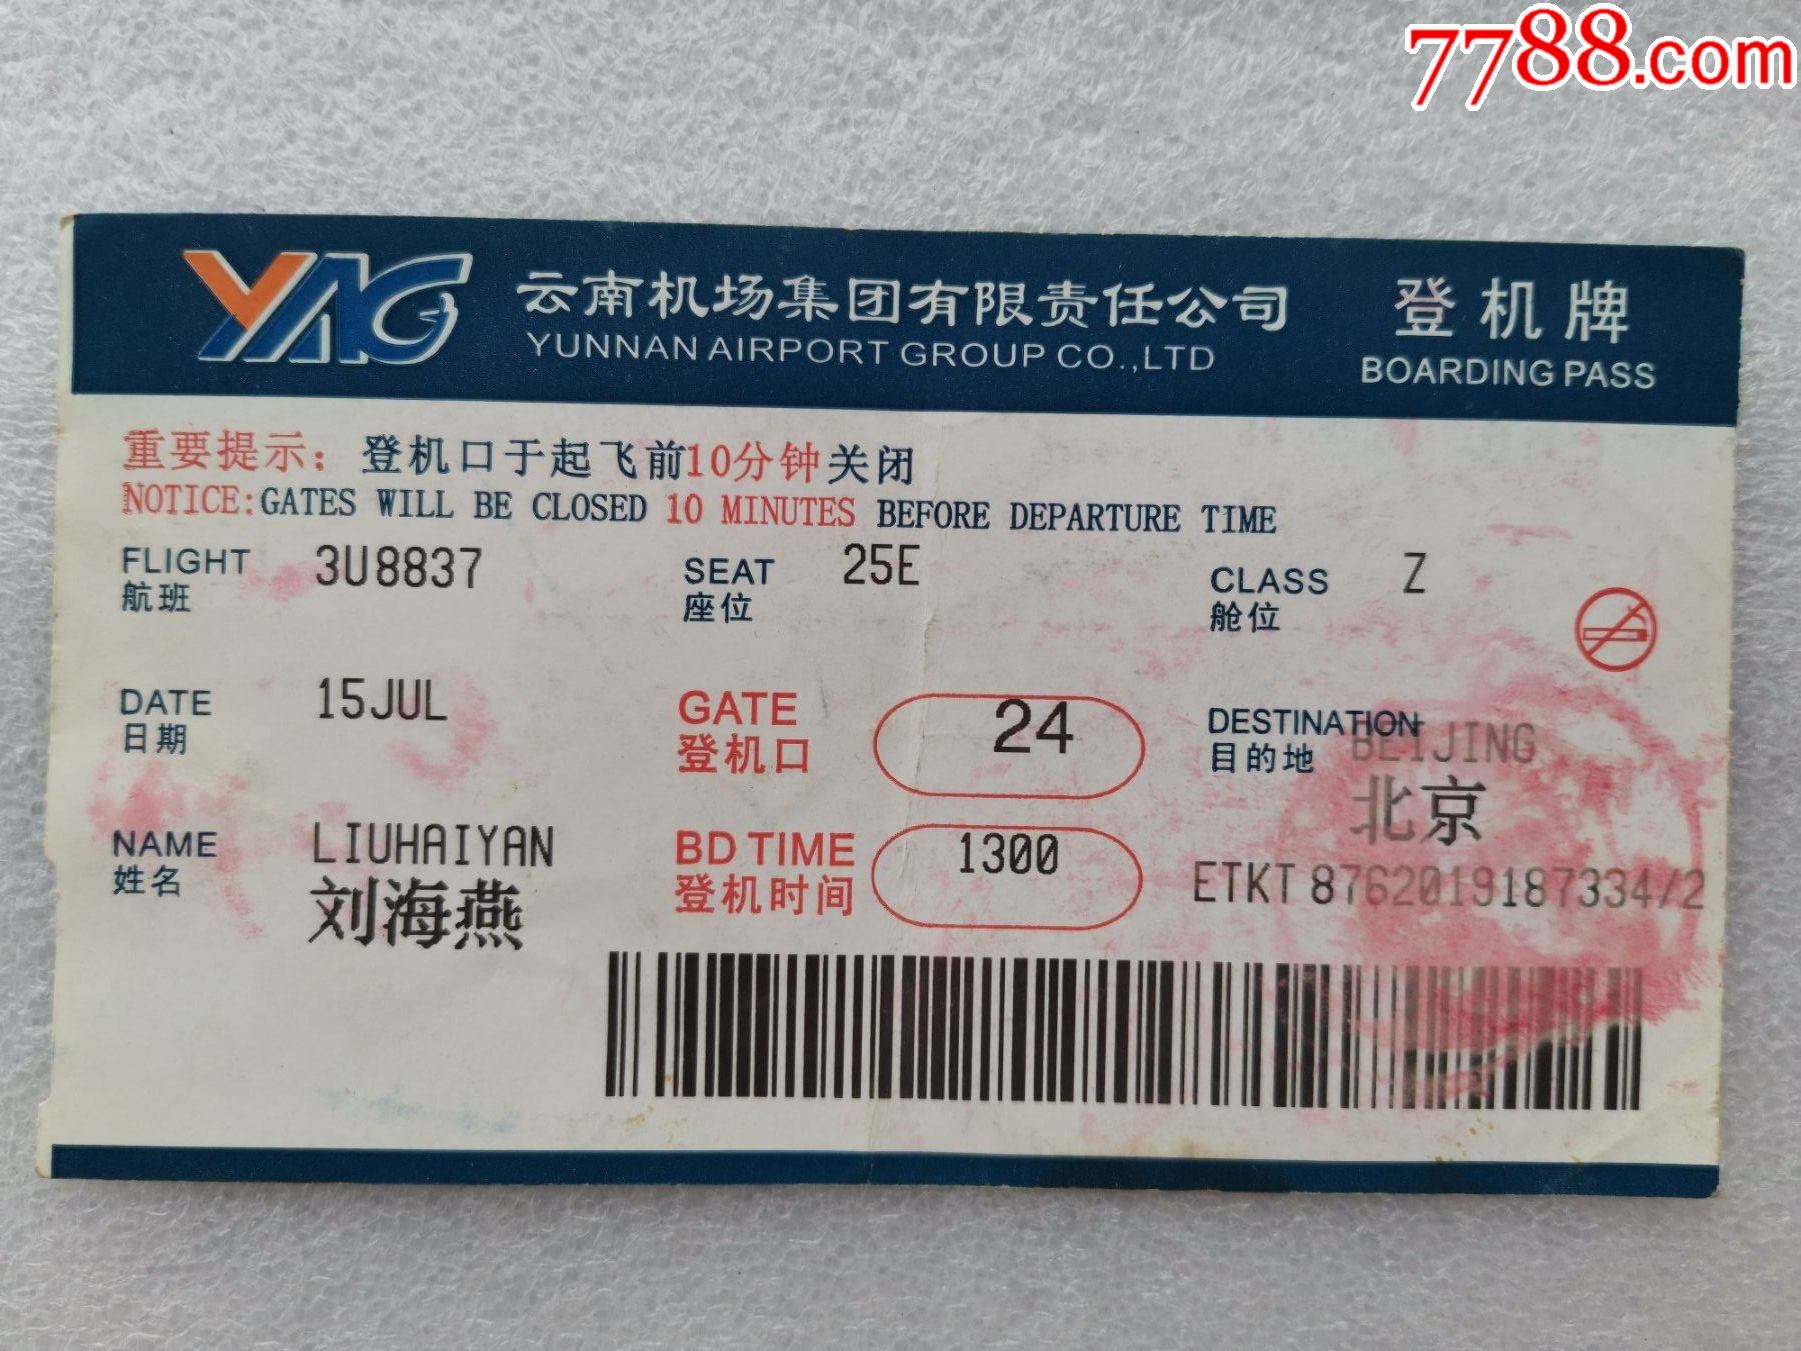 7788.com
YAG
云南机场集团有限责任公司
YUNNAN AIRPORT GROUP CO.,LTD
登机牌
BOARDING PASS
重要提示：登机口于起飞前10分钟关闭
NOTICE:GATES WILL BE CLOSED 10 MINUTES BEFORE DEPARTURE TIME
FLIGHT 3U8837 SEAT 25E CLASS Z
航班 座位 舱位
DATE 15JUL GATE 24 DESTINATION BEIJING
日期 登机口 目的地 北京
NAME LIUHAIYAN BD TIME 1300
姓名 刘海燕 登机时间 ETKT 8762019187334/2